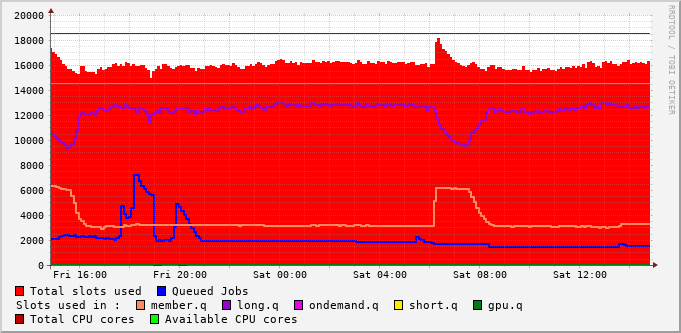 20000
18000
16000
14000
12000
10000
8000
6000
4000
2000
0
Fri 16:00 Fri 20:00 Sat 00:00 Sat 04:00 Sat 08:00 Sat 12:00
RRDTOOL / TOBI OETIKER
Total slots used Queued Jobs
Slots used in : member.q long.q ondemand.q short.q gpu.q
Total CPU cores Available CPU cores